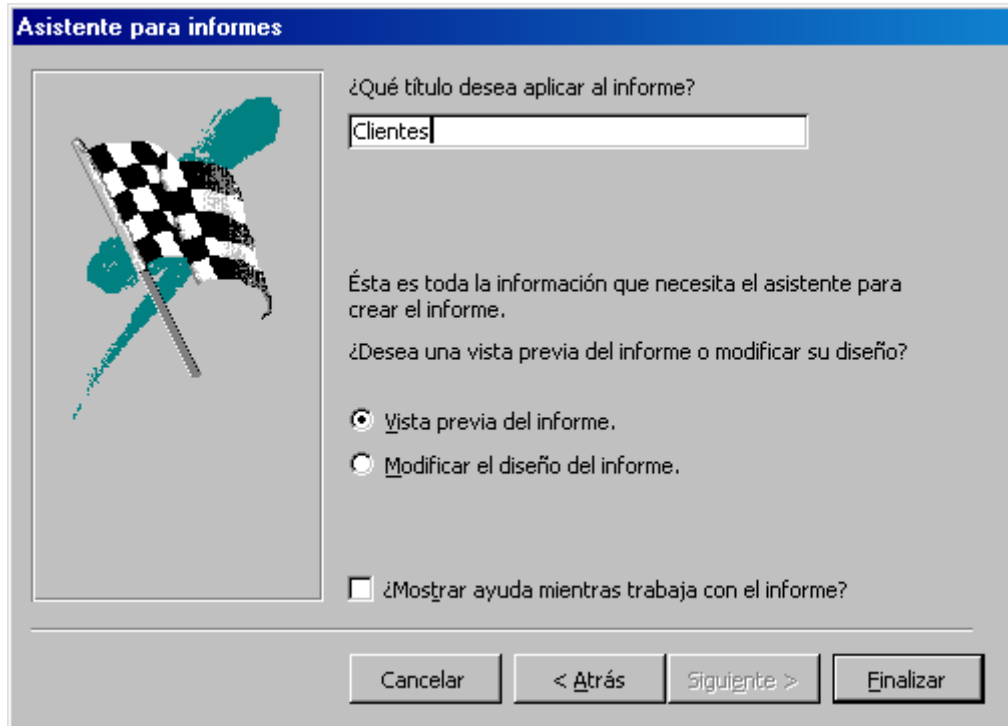 Asistente para informes
¿Qué título desea aplicar al informe?
Clientes
Ésta es toda la información que necesita el asistente para
crear el informe.
¿Desea una vista previa del informe o modificar su diseño?
Vista previa del informe.
Modificar el diseño del informe.
¿Mostrar ayuda mientras trabaja con el informe?
Cancelar < Atrás Siguiente > Finalizar